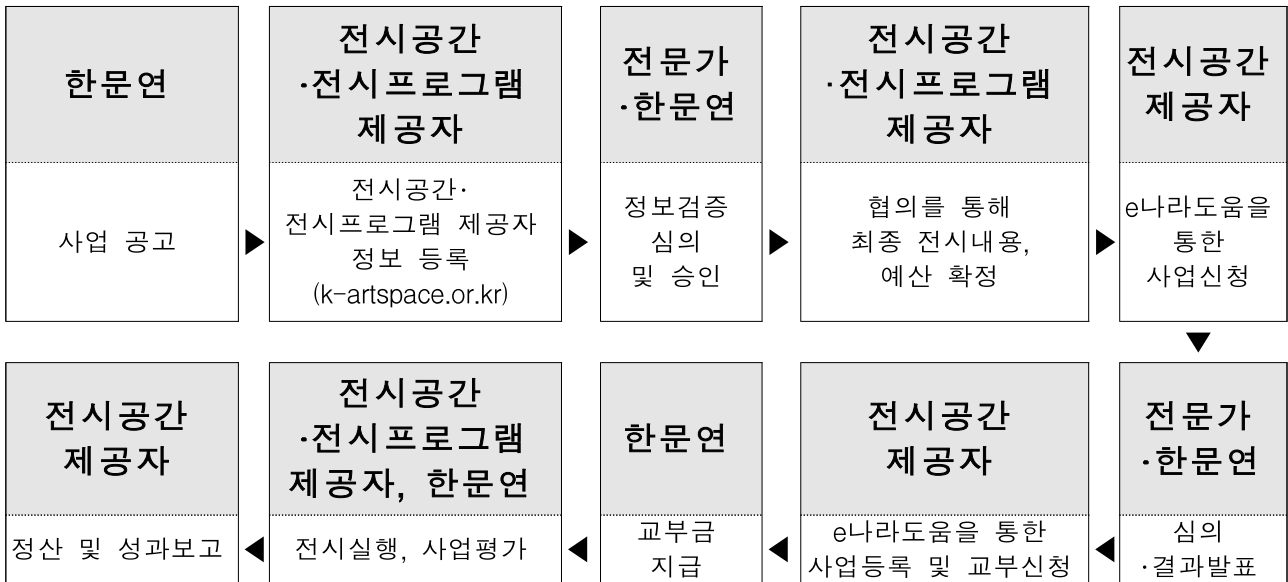 한문연
사업 공고
전시공간
·전시프로그램
제공자
전시공간·
전시프로그램 제공자
정보 등록
(k-artspace.or.kr)
전문가
·한문연
정보검증
심의
및 승인
전시공간
·전시프로그램
제공자
협의를 통해
최종 전시내용,
예산 확정
전시공간
제공자
e나라도움을
통한
사업신청
전문가
·한문연
심의
·결과발표
전시공간
제공자
e나라도움을 통한
사업등록 및 교부신청
한문연
교부금
지급
전시공간
·전시프로그램
제공자, 한문연
전시실행, 사업평가
전시공간
제공자
정산 및 성과보고